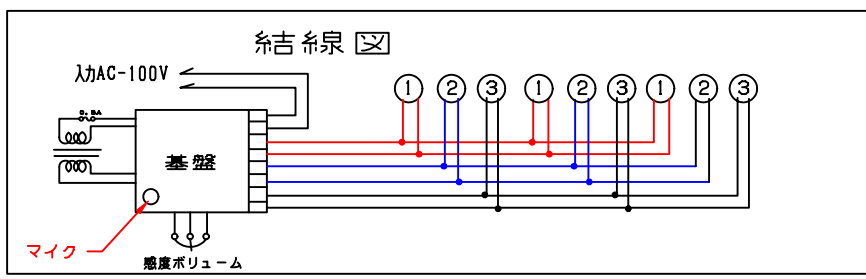 結線図
入力AC-100V
① ② ③ ① ② ③ ① ② ③
0.5A
基盤
マイク
感度ボリューム